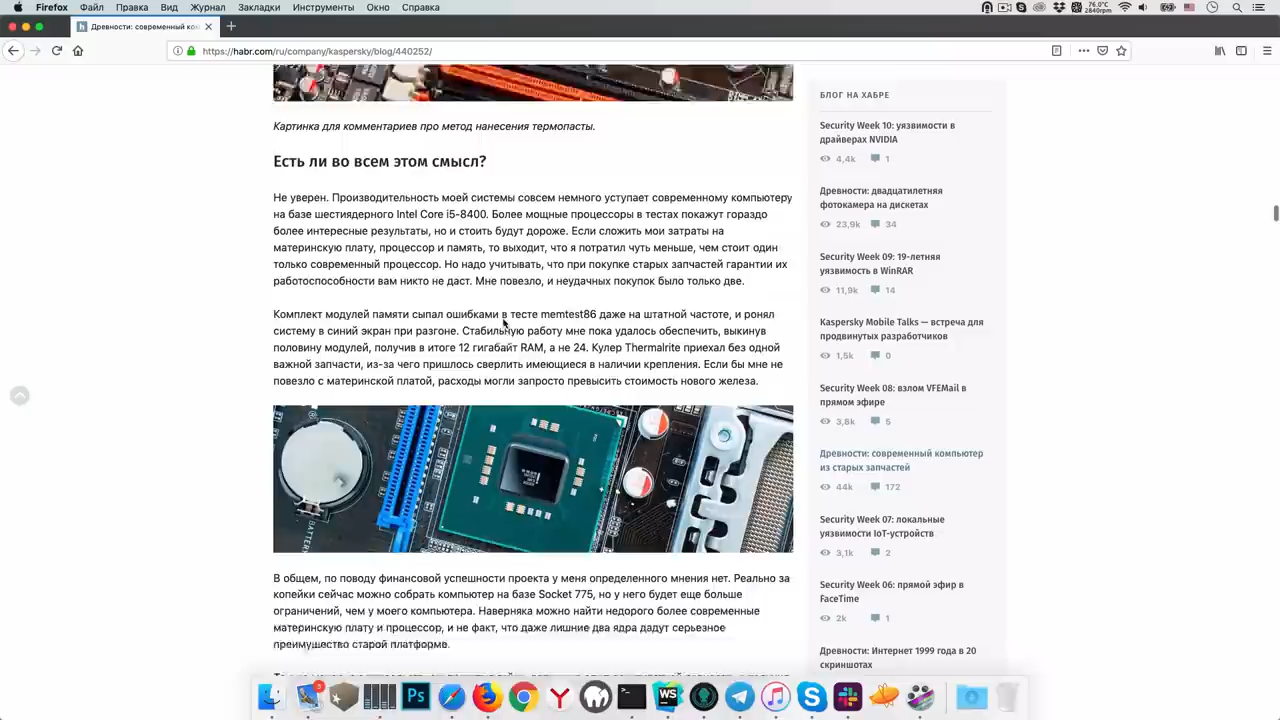 Firefox Файл Правка Вид Журнал Закладки Инструменты Окно Справка
76.0°C
2640rpm
Древности: современный ком
https://habr.com/ru/company/kaspersky/blog/440252/
Картинка для комментариев про метод нанесения термопасты.
Есть ли во всем этом смысл?
Не уверен. Производительность моей системы совсем немного уступает современному компьютеру
на базе шестиядерного Intel Core i5-8400. Более мощные процессоры в тестах покажут гораздо
более интересные результаты, но и стоить будут дороже. Если сложить мои затраты на
материнскую плату, процессор и память, то выходит, что я потратил чуть меньше, чем стоит один
только современный процессор. Но надо учитывать, что при покупке старых запчастей гарантии их
работоспособности вам никто не даст. Мне повезло, и неудачных покупок было только две.
Комплект модулей памяти сыпал ошибками в тесте memtest86 даже на штатной частоте, и ронял
систему в синий экран при разгоне. Стабильную работу мне пока удалось обеспечить, выкинув
половину модулей, получив в итоге 12 гигабайт RAM, а не 24. Кулер Thermalrite приехал без одной
важной запчасти, из-за чего пришлось сверлить имеющиеся в наличии крепления. Если бы мне не
повезло с материнской платой, расходы могли запросто превысить стоимость нового железа.
BATTERY
В общем, по поводу финансовой успешности проекта у меня определенного мнения нет. Реально за
копейки сейчас можно собрать компьютер на базе Socket 775, но у него будет еще больше
ограничений, чем у моего компьютера. Наверняка можно найти недорого более современные
материнскую плату и процессор, и не факт, что даже лишние два ядра дадут серьезное
преимущество старой платформе.
БЛОГ НА ХАБРЕ
Security Week 10: уязвимости в
драйверах NVIDIA
4,4k 1
Древности: двадцатилетняя
фотокамера на дискетах
23,9k 34
Security Week 09: 19-летняя
уязвимость в WinRAR
11,9k 14
Kaspersky Mobile Talks — встреча для
продвинутых разработчиков
1,5k 0
Security Week 08: взлом VFEMail в
прямом эфире
3,8k 5
Древности: современный компьютер
из старых запчастей
44k 172
Security Week 07: локальные
уязвимости IoT-устройств
3,1k 2
Security Week 06: прямой эфир в
FaceTime
2k 1
Древности: Интернет 1999 года в 20
скриншотах
3
Ps
WS